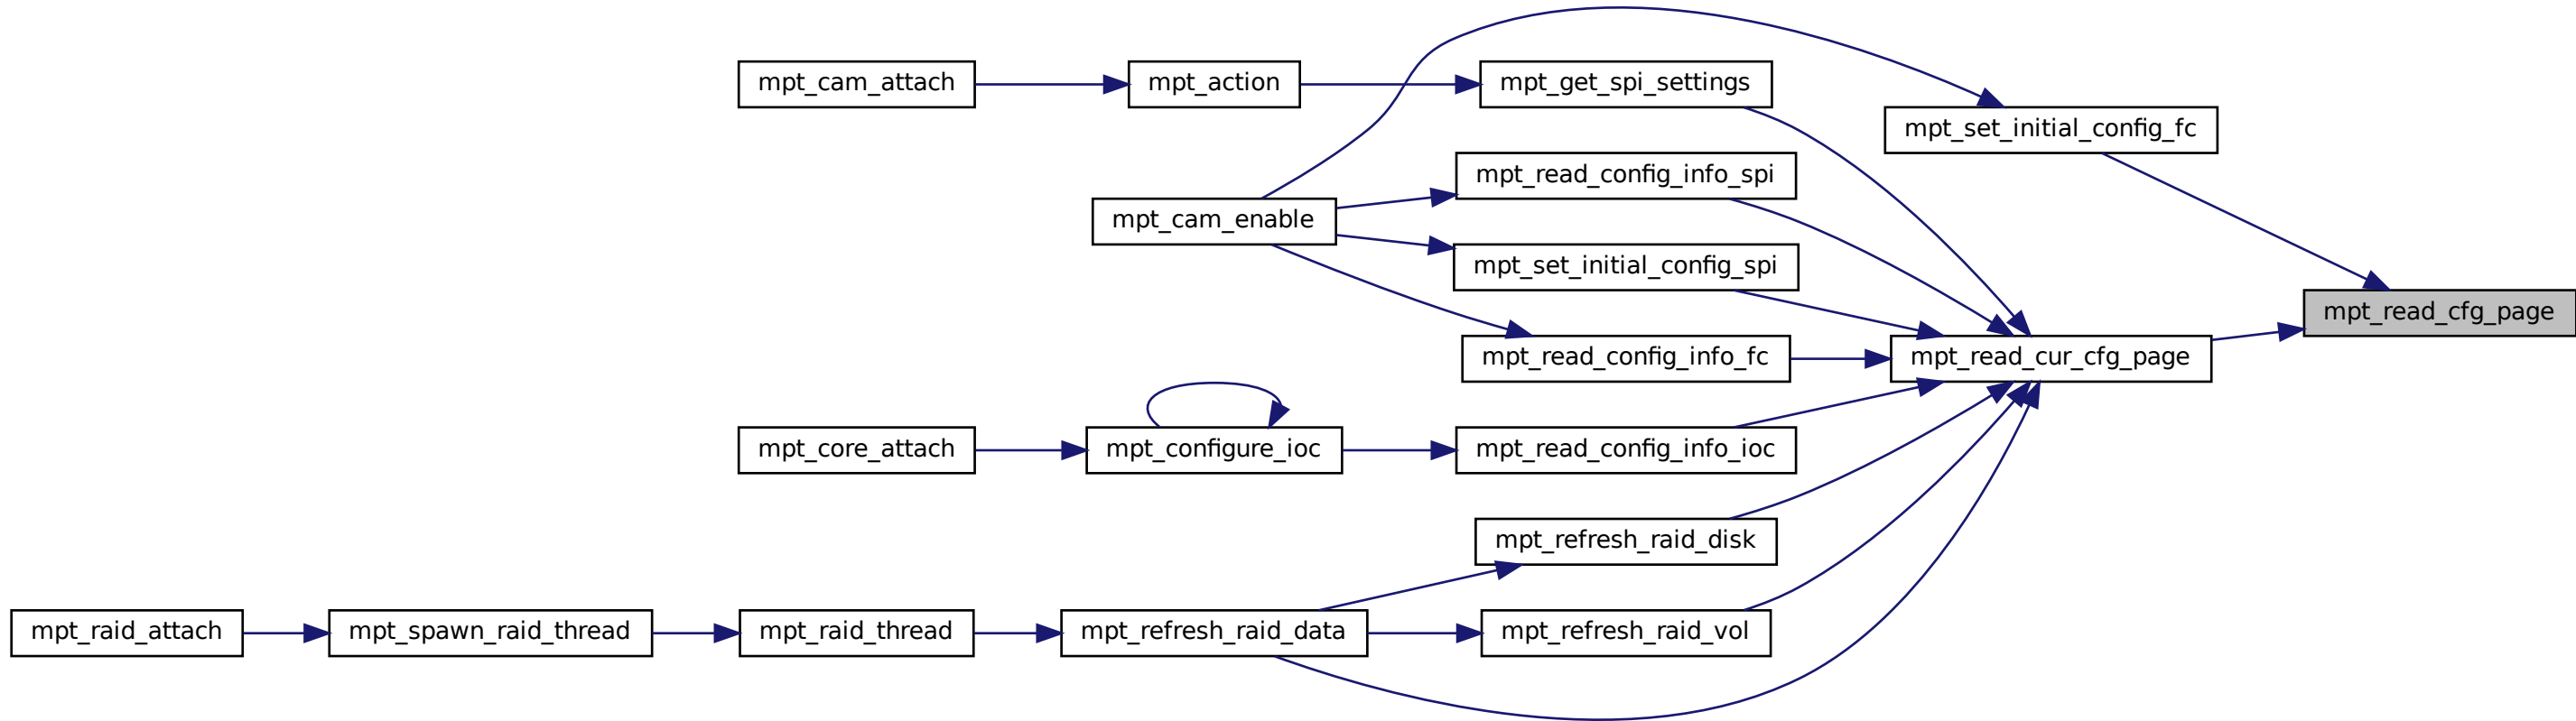 mpt_cam_attach
mpt_action
mpt_get_spi_settings
mpt_set_initial_config_fc
mpt_read_config_info_spi
mpt_cam_enable
mpt_set_initial_config_spi
mpt_read_cfg_page
mpt_read_config_info_fc
mpt_read_cur_cfg_page
mpt_core_attach
mpt_configure_ioc
mpt_read_config_info_ioc
mpt_refresh_raid_disk
mpt_raid_attach
mpt_spawn_raid_thread
mpt_raid_thread
mpt_refresh_raid_data
mpt_refresh_raid_vol